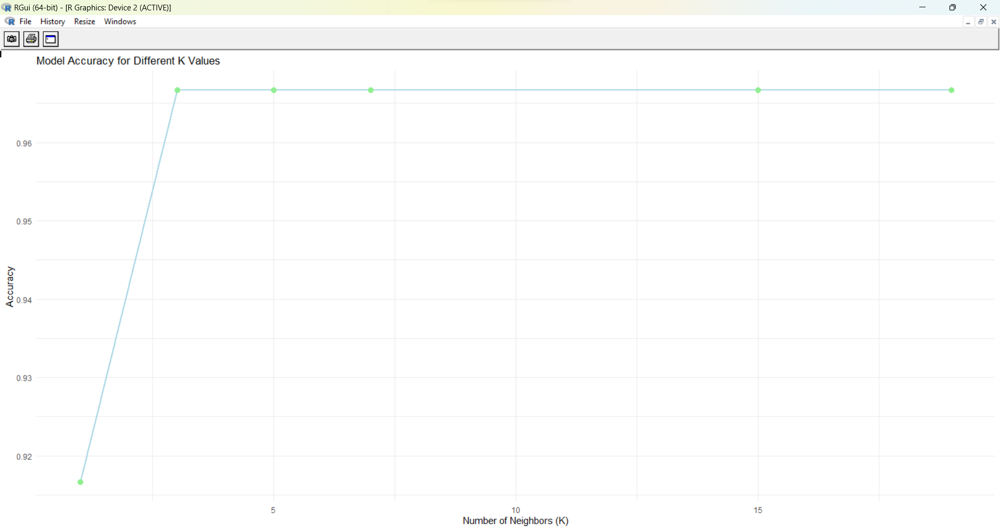 RGui (64-bit) - [R Graphics: Device 2 (ACTIVE)]
File History Resize Windows
Model Accuracy for Different K Values
0.96
0.95
0.94
0.93
0.92
Accuracy
5 10 15
Number of Neighbors (K)